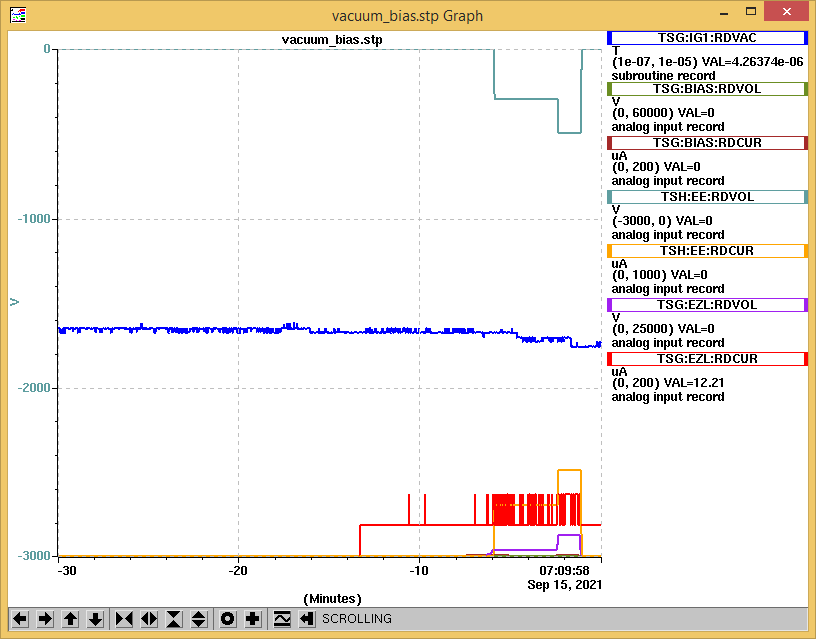 vacuum_bias.stp Graph
vacuum_bias.stp
0
-1000
V
-2000
-3000
-30
-20
-10
07:09:58
Sep 15, 2021
(Minutes)
TSG:IG1:RDVAC
T
(1e-07, 1e-05) VAL=4.26374e-06
subroutine record
TSG:BIAS:RDVOL
V
(0, 60000) VAL=0
analog input record
TSG:BIAS:RDCUR
uA
(0, 200) VAL=0
analog input record
TSH:EE:RDVOL
V
(-3000, 0) VAL=0
analog input record
TSH:EE:RDCUR
uA
(0, 1000) VAL=0
analog input record
TSG:EZL:RDVOL
V
(0, 25000) VAL=0
analog input record
TSG:EZL:RDCUR
uA
(0, 200) VAL=12.21
analog input record
SCROLLING